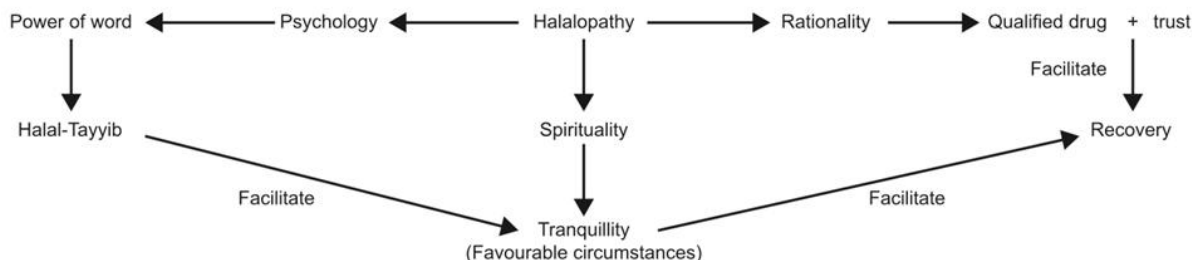 Power of word Psychology Halalopathy Rationality Qualified drug + trust
Facilitate
Halal-Tayyib Spirituality Recovery
Facilitate Facilitate
Tranquillity
(Favourable circumstances)